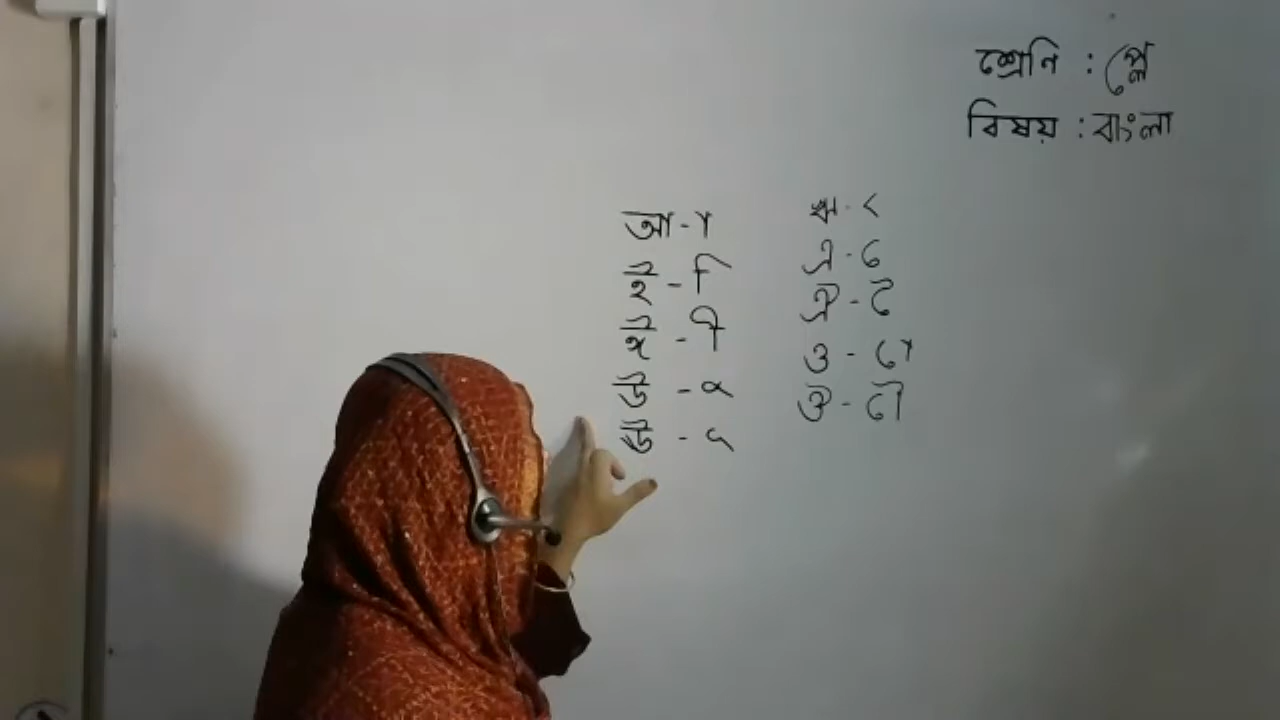 শ্রেণি : প্লে
বিষয় : বাংলা
আ - া
ই - ি
ঈ - ী
উ - ু
ঊ - ূ
ঋ - ৃ
এ - ে
ঐ - ৈ
ও - ো
ঔ - ৌ